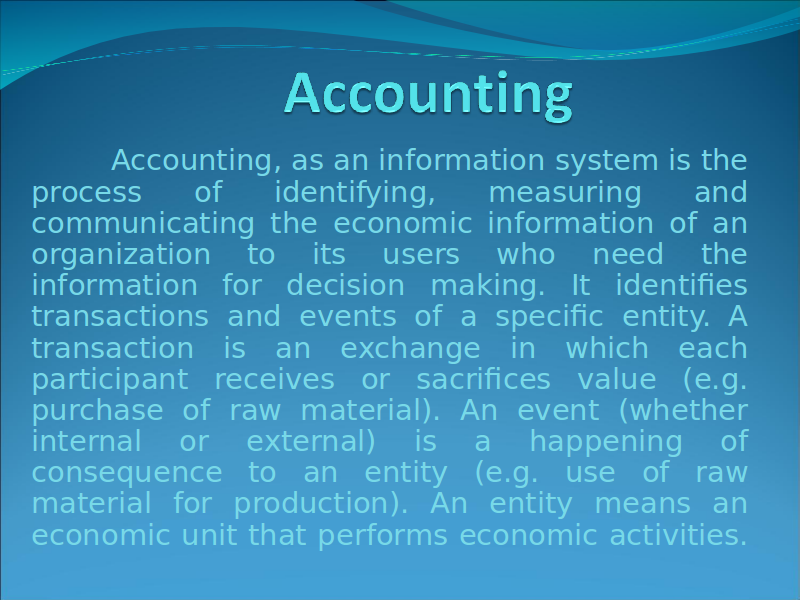 Accounting
Accounting, as an information system is the
process of identifying, measuring and
communicating the economic information of an
organization to its users who need the
information for decision making. It identifies
transactions and events of a specific entity. A
transaction is an exchange in which each
participant receives or sacrifices value (e.g.
purchase of raw material). An event (whether
internal or external) is a happening of
consequence to an entity (e.g. use of raw
material for production). An entity means an
economic unit that performs economic activities.